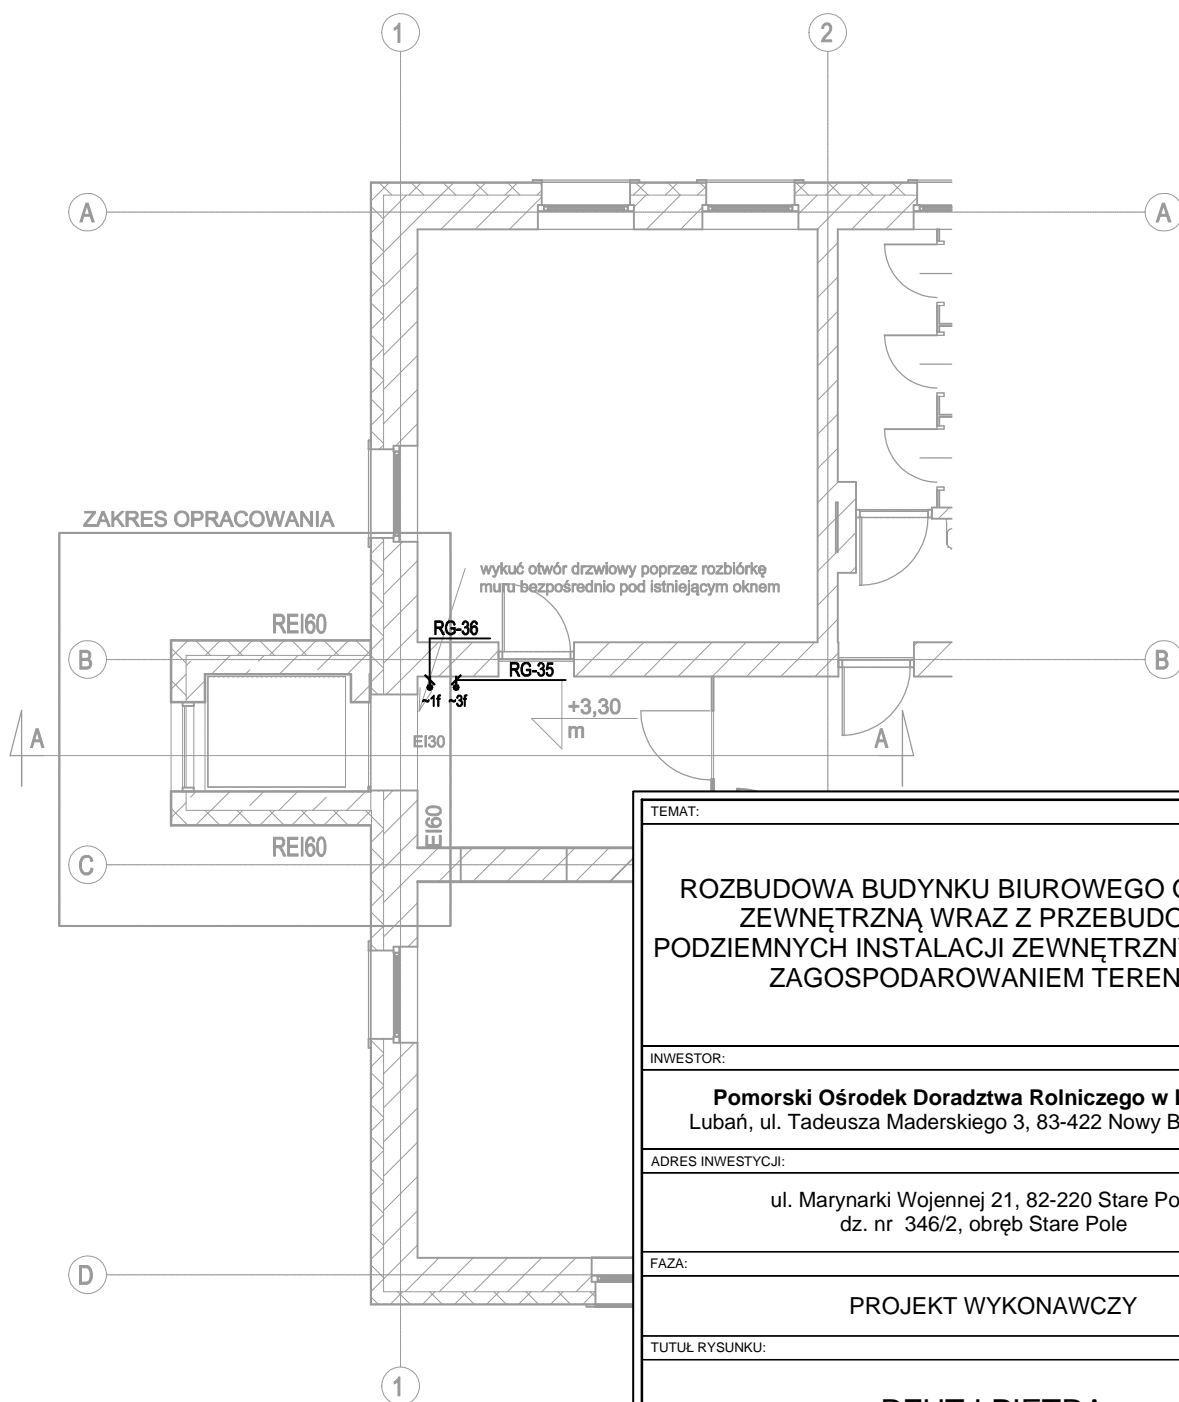 1
2
A
A
ZAKRES OPRACOWANIA
wykuć otwór drzwiowy poprzez rozbiórkę
muru bezpośrednio pod istniejącym oknem
REI60
RG-36
B
B
RG-35
~1f ~3f
+3,30
m
A
A
EI30
EI60
REI60
C
TEMAT:
ROZBUDOWA BUDYNKU BIUROWEGO
ZEWNĘTRZNĄ WRAZ Z
PODZIEMNYCH INSTALACJI
ZAGOSPODAROWANIEM
INWESTOR:
Pomorski Ośrodek Doradztwa Rolniczego w
Lubań, ul. Tadeusza Maderskiego 3, 83-422 Nowy
ADRES INWESTYCJI:
ul. Marynarki Wojennej 21, 82-220 Stare
dz. nr 346/2, obręb Stare Pole
D
FAZA:
PROJEKT WYKONAWCZY
TUTUŁ RYSUNKU:
1